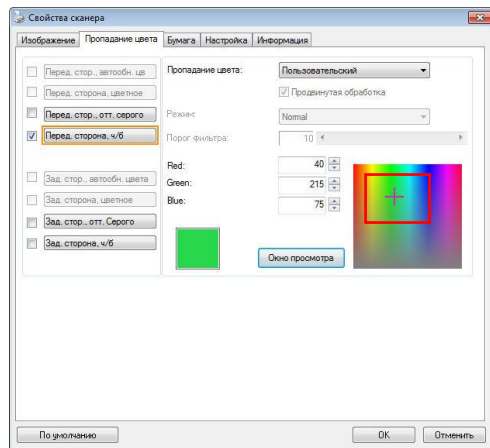 Свойства сканера
Изображение Пропадание цвета Бумага Настройка Информация
Перед. стор., автообн. цв
Перед. сторона, цветное
Перед. стор., отт. серого
Перед. сторона, ч/б
Зад. стор., автообн. цвета
Зад. сторона, цветное
Зад. стор., отт. Серого
Зад. сторона, ч/б
Пропадание цвета: Пользовательский
Продвинутая обработка
Режим: Normal
Порог фильтра: 10
Red: 40
Green: 215
Blue: 75
Окно просмотра
По умолчанию OK Отменить